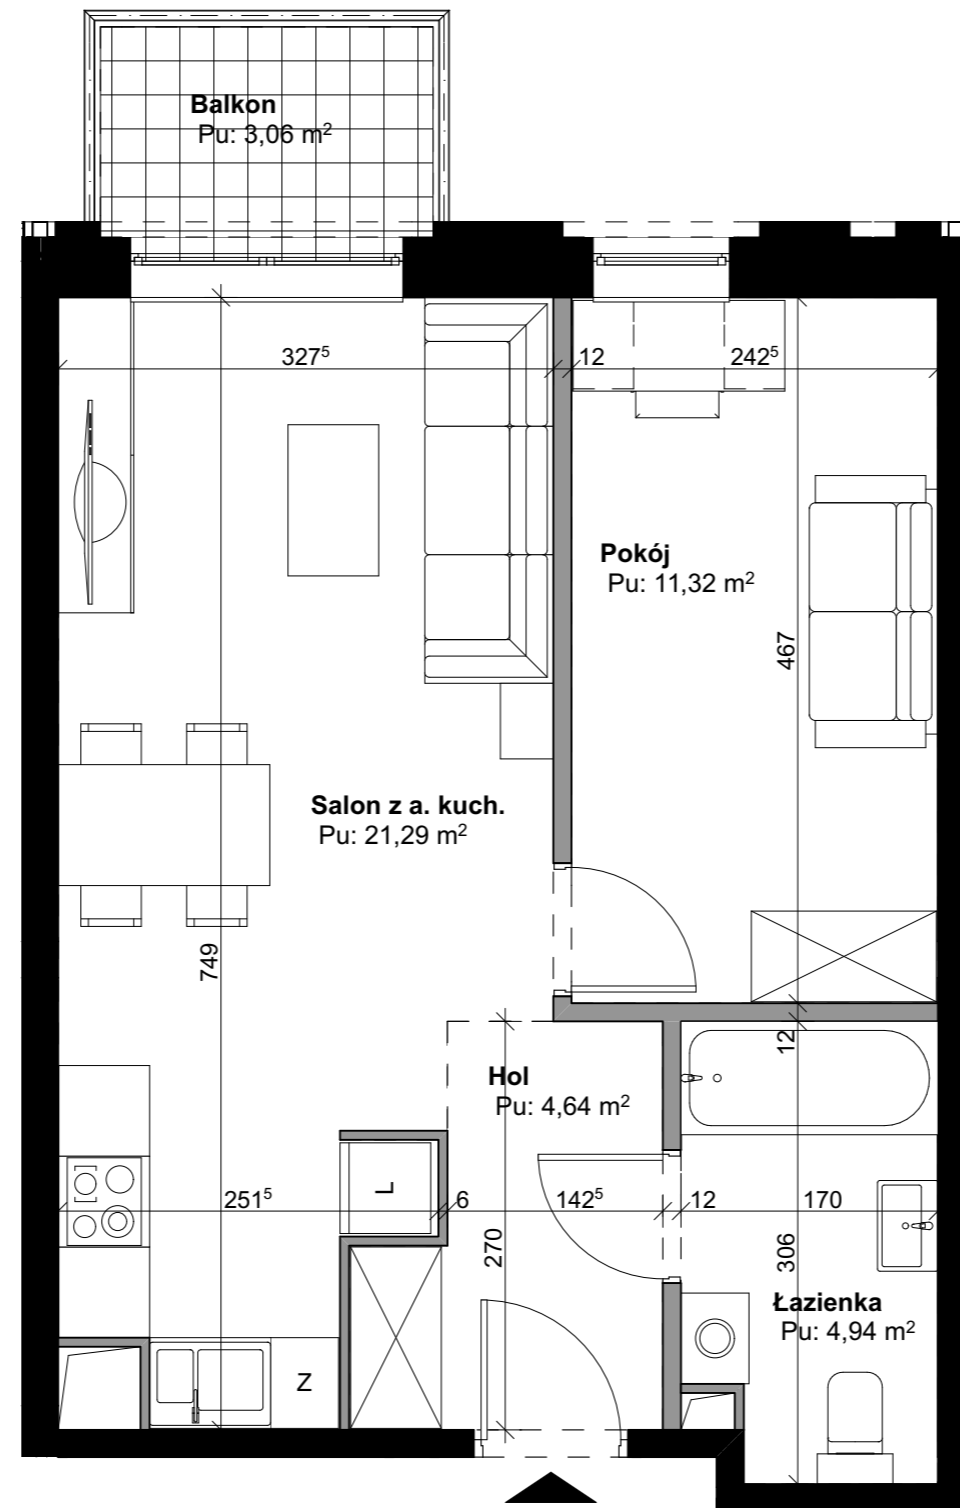 Balkon
Pu: 3,06 m²
327⁵
12
242⁵
Pokój
Pu: 11,32 m²
467
Salon z a. kuch.
Pu: 21,29 m²
749
12
Hol
Pu: 4,64 m²
L
251⁵
6
142⁵
12
170
270
306
Łazienka
Pu: 4,94 m²
Z